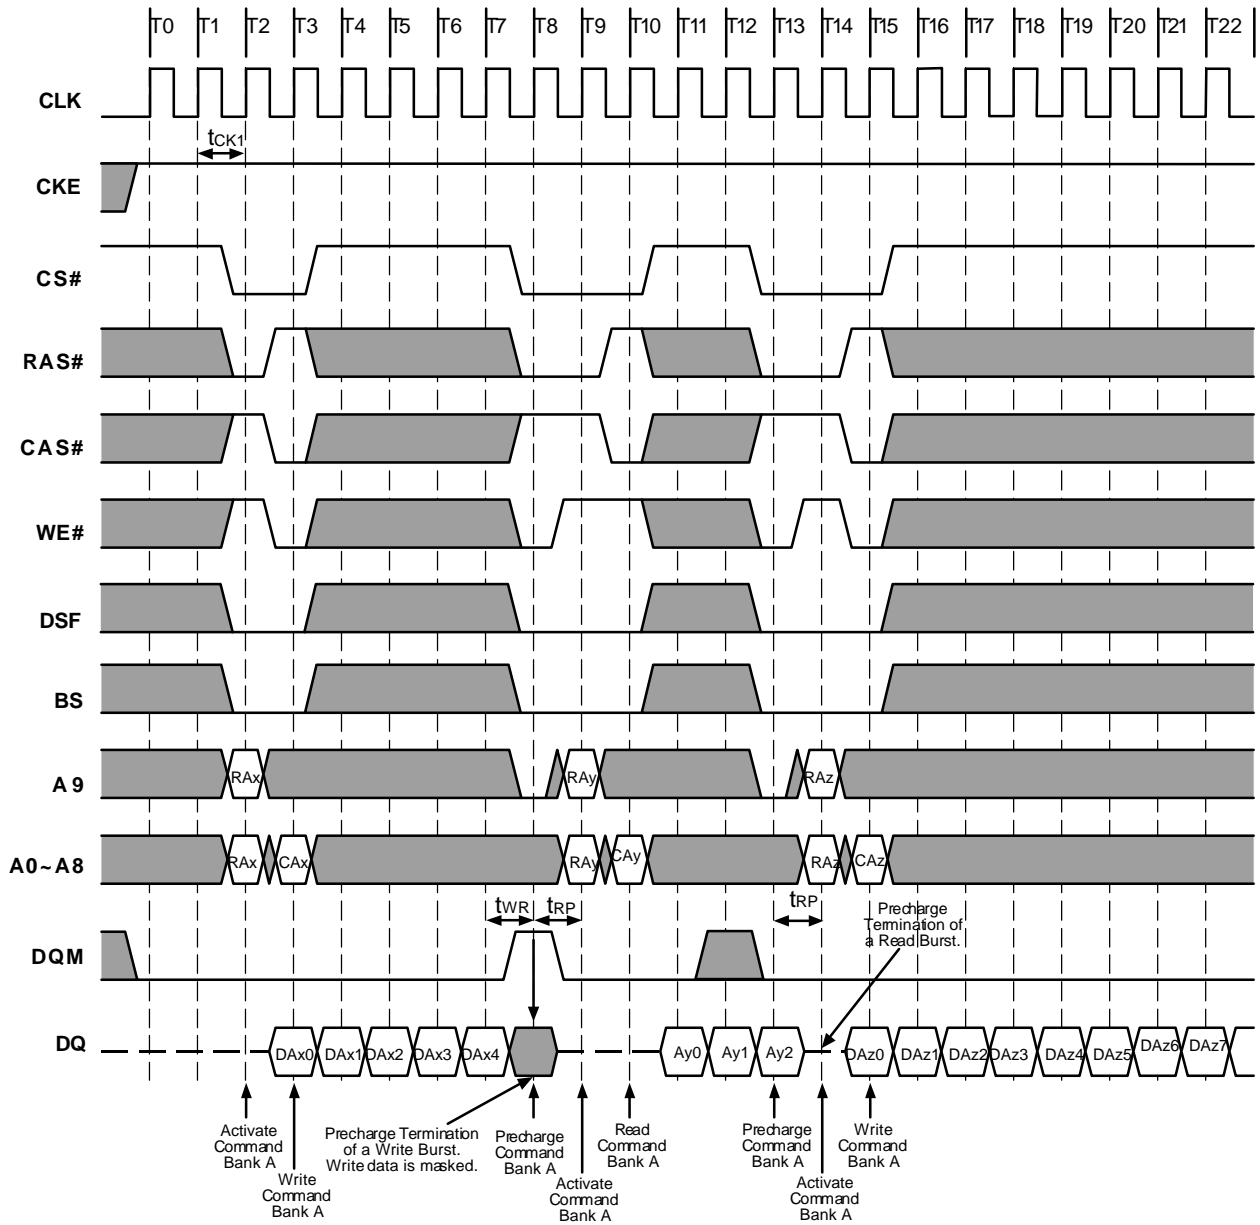 T0 T1 T2 T3 T4 T5 T6 T7 T8 T9 T10 T11 T12 T13 T14 T15 T16 T17 T18 T19 T20 T21 T22
CLK
tCK1
CKE
CS#
RAS#
CAS#
WE#
DSF
BS
A9 RAx RAy RAz
A0~A8 RAx CAx RAy CAy RAz CAz
tWR tRP tRP
Precharge
Termination of
a Read Burst.
DQM
DQ DAx0 DAx1 DAx2 DAx3 DAx4 Ay0 Ay1 Ay2 DAz0 DAz1 DAz2 DAz3 DAz4 DAz5 DAz6 DAz7
Activate
Command
Bank A
Write
Command
Bank A
Precharge Termination
of a Write Burst.
Write data is masked.
Precharge
Command
Bank A
Activate
Command
Bank A
Read
Command
Bank A
Precharge
Command
Bank A
Activate
Command
Bank A
Write
Command
Bank A